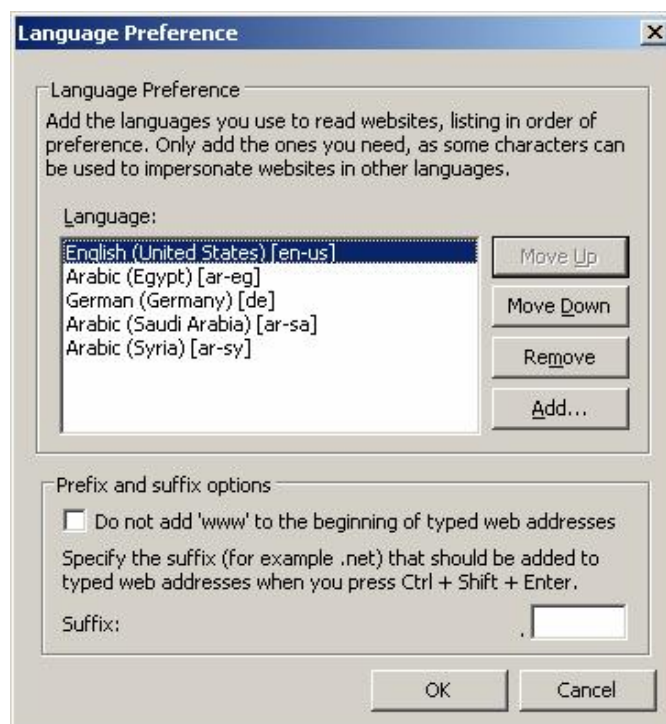 Language Preference
Language Preference
Add the languages you use to read websites, listing in order of
preference. Only add the ones you need, as some characters can
be used to impersonate websites in other languages.
Language:
English (United States) [en-us]
Arabic (Egypt) [ar-eg]
German (Germany) [de]
Arabic (Saudi Arabia) [ar-sa]
Arabic (Syria) [ar-sy]
Move Up
Move Down
Remove
Add...
Prefix and suffix options
Do not add 'www' to the beginning of typed web addresses
Specify the suffix (for example .net) that should be added to
typed web addresses when you press Ctrl + Shift + Enter.
Suffix: .
OK Cancel